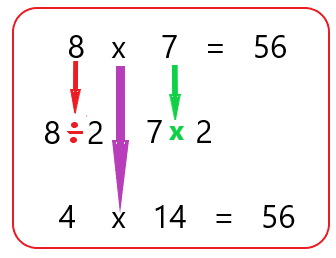 8 x 7 = 56
8 ÷ 2 7 x 2
4 x 14 = 56